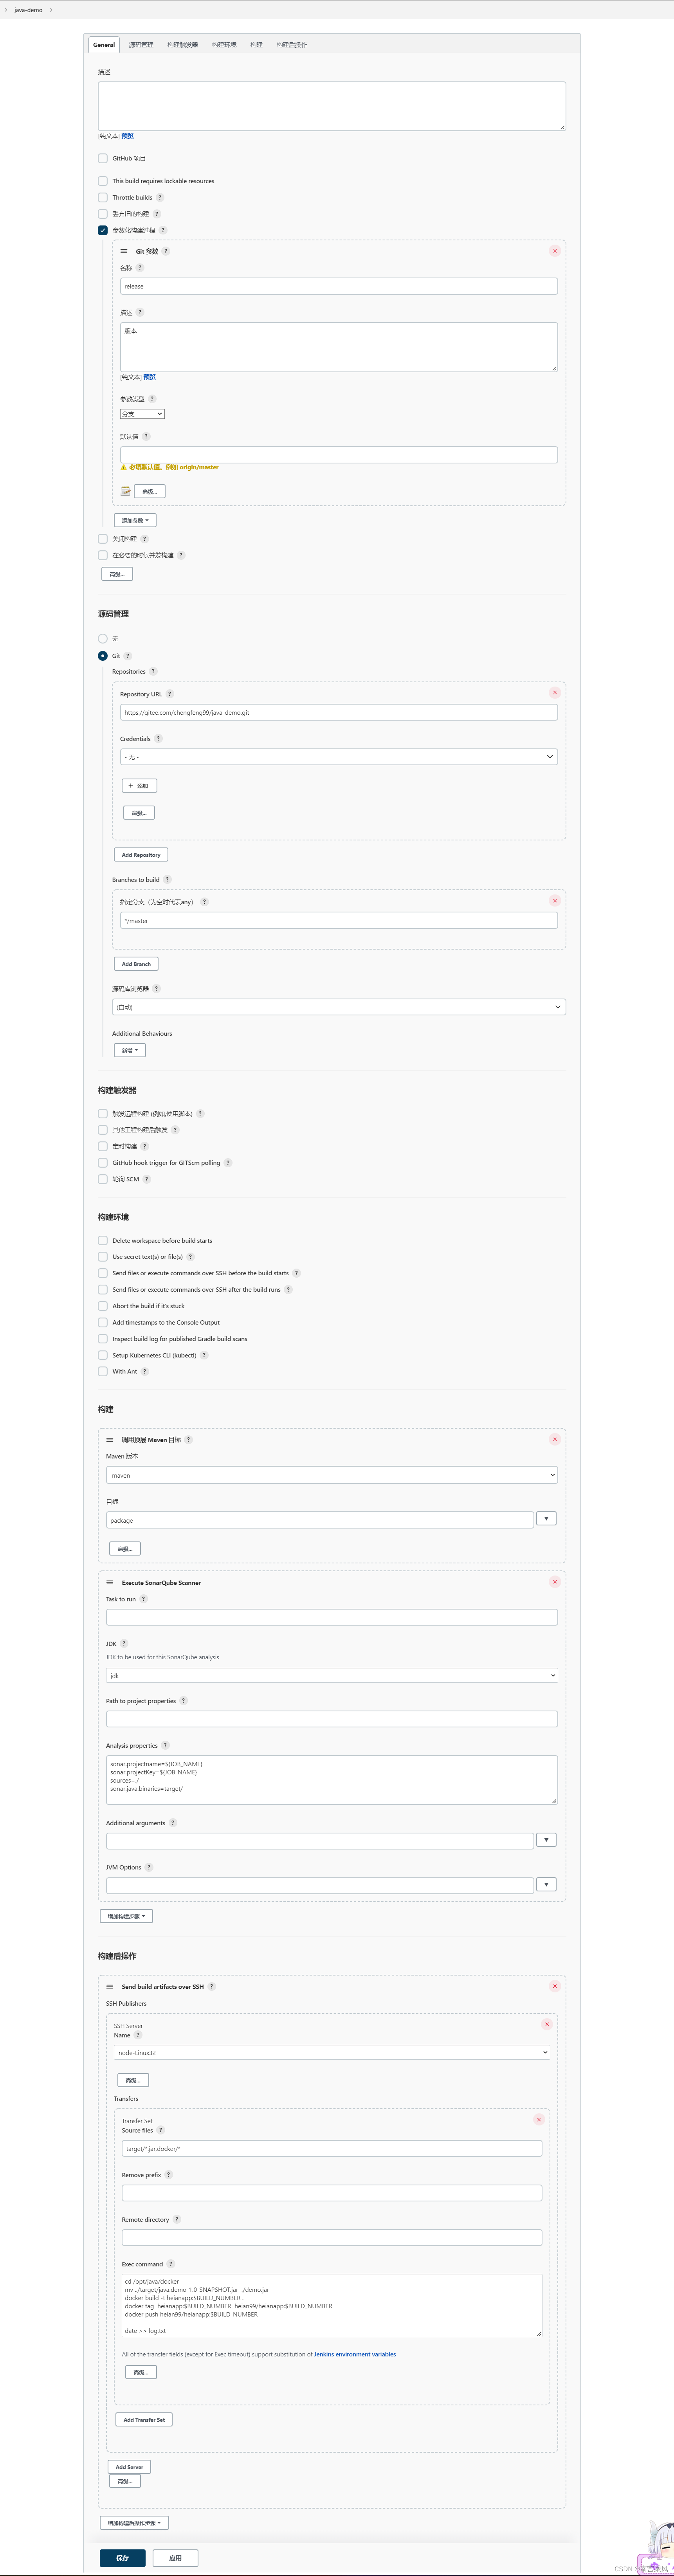 java-demo
General 源码管理 构建触发器 构建环境 构建 构建后操作
描述
[纯文本] 预览
GitHub 项目
This build requires lockable resources
Throttle builds ?
丢弃旧的构建 ?
参数化构建过程 ?
Git 参数 ?
名称 ?
release
描述 ?
版本
[纯文本] 预览
参数类型 ?
分支
默认值 ?
必填默认值，例如 origin/master
高级...
添加参数
关闭构建 ?
在必要的时候并发构建 ?
高级...
源码管理
无
Git ?
Repositories ?
Repository URL ?
https://gitee.com/chengfeng99/java-demo.git
Credentials ?
- 无 -
+ 添加
高级...
Add Repository
Branches to build ?
指定分支（为空时代表any） ?
*/master
Add Branch
源码库浏览器 ?
(自动)
Additional Behaviours
新增
构建触发器
触发远程构建 (例如,使用脚本) ?
其他工程构建后触发 ?
定时构建 ?
GitHub hook trigger for GITScm polling ?
轮询 SCM ?
构建环境
Delete workspace before build starts
Use secret text(s) or file(s) ?
Send files or execute commands over SSH before the build starts ?
Send files or execute commands over SSH after the build runs ?
Abort the build if it's stuck
Add timestamps to the Console Output
Inspect build log for published Gradle build scans
Setup Kubernetes CLI (kubectl) ?
With Ant ?
构建
调用顶层 Maven 目标 ?
Maven 版本
maven
目标
package
高级...
Execute SonarQube Scanner
Task to run ?
JDK ?
JDK to be used for this SonarQube analysis
jdk
Path to project properties ?
Analysis properties ?
sonar.projectname=${JOB_NAME}
sonar.projectKey=${JOB_NAME}
sources=./
sonar.java.binaries=target/
Additional arguments ?
JVM Options ?
增加构建步骤
构建后操作
Send build artifacts over SSH ?
SSH Publishers
SSH Server
Name ?
node-Linux32
高级...
Transfers
Transfer Set
Source files ?
target/*.jar,docker/*
Remove prefix ?
Remote directory ?
Exec command ?
cd /opt/java/docker
mv ../target/java.demo-1.0-SNAPSHOT.jar ./demo.jar
docker build -t heianapp:$BUILD_NUMBER .
docker tag heianapp:$BUILD_NUMBER heian99/heianapp:$BUILD_NUMBER
docker push heian99/heianapp:$BUILD_NUMBER
date >> log.txt
All of the transfer fields (except for Exec timeout) support substitution of Jenkins environment variables
高级...
Add Transfer Set
Add Server
高级...
增加构建后操作步骤
保存 应用